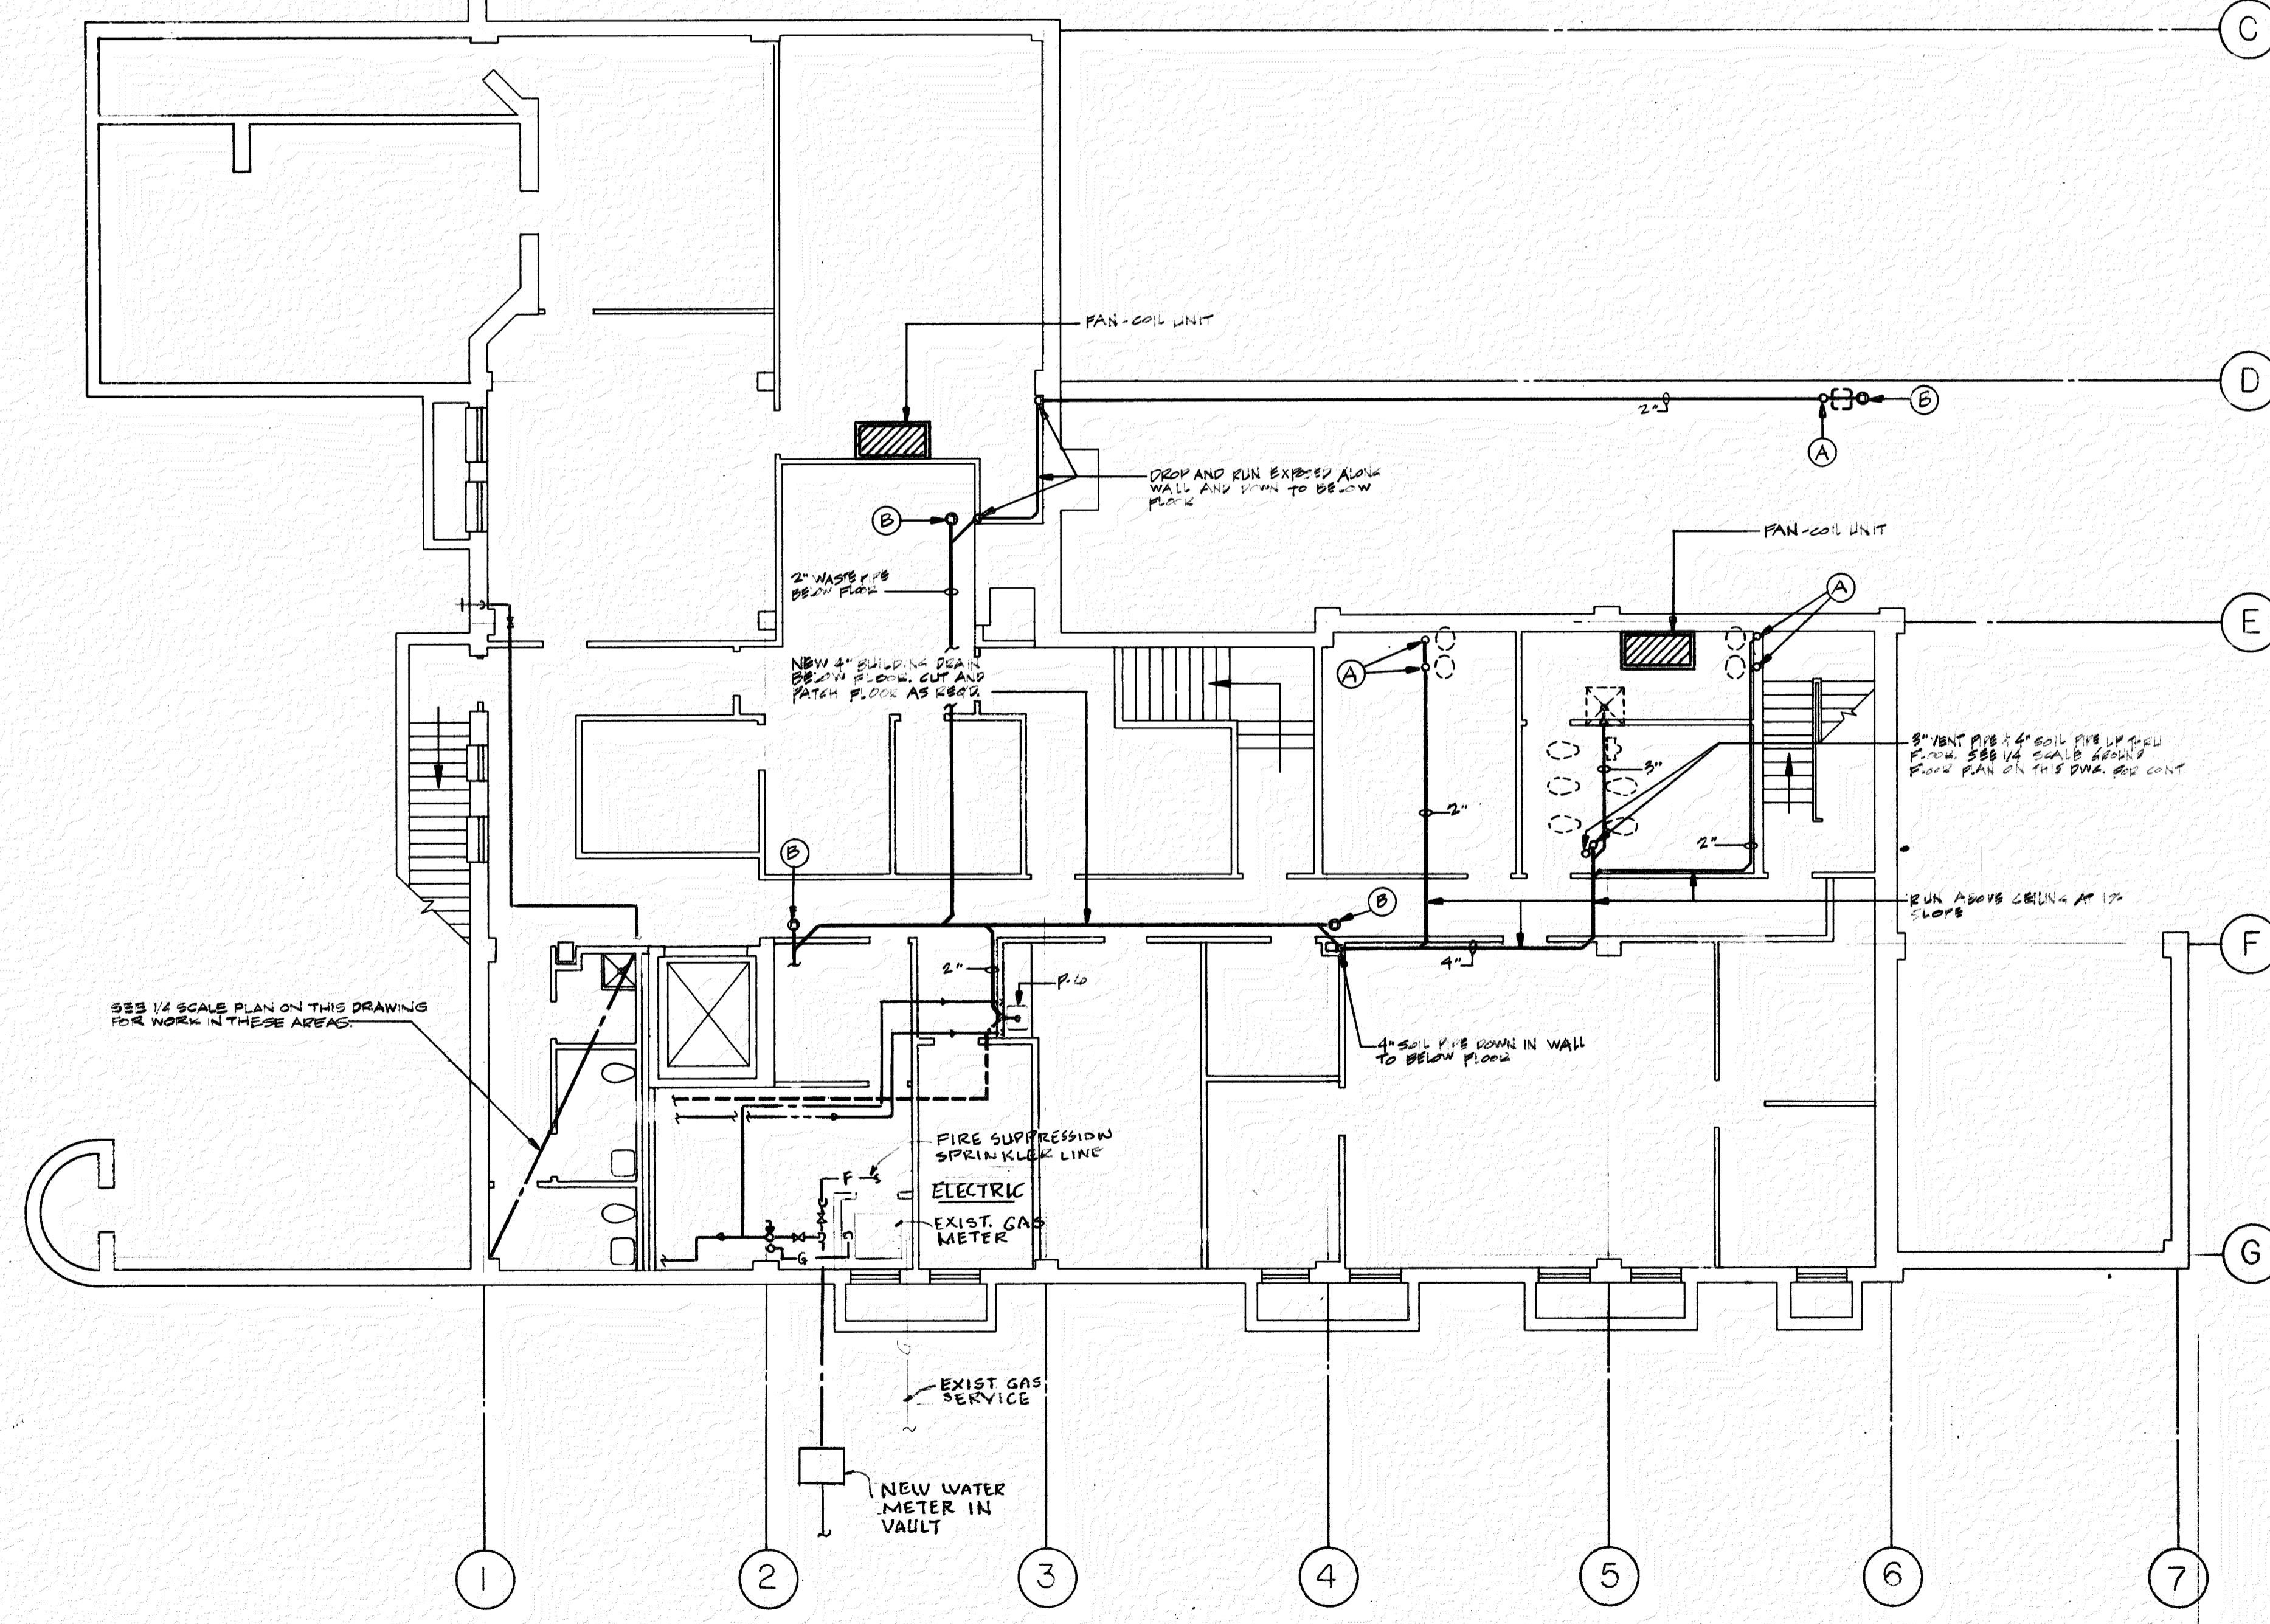 C
FAN-COIL UNIT
D
2"
B
A
DROP AND RUN EXPOSED ALONG
WALL AND DOWN TO BELOW
FLOOR
B
FAN-COIL UNIT
2" WASTE PIPE
BELOW FLOOR
A
E
NEW 4" BUILDING DRAIN
BELOW FLOOR. CUT AND
PATCH FLOOR AS REQ'D.
A
3" VENT PIPE & 4" SOIL PIPE UP THRU
FLOOR. SEE 1/4 SCALE GROUND
FLOOR PLAN ON THIS DWG. FOR CONT.
3"
2"
2"
B
B
RUN ABOVE CEILING AT 1%
SLOPE
F
2"
4"
P-6
SEE 1/4 SCALE PLAN ON THIS DRAWING
FOR WORK IN THESE AREAS.
4" SOIL PIPE DOWN IN WALL
TO BELOW FLOOR
FIRE SUPPRESSION
SPRINKLER LINE
F
ELECTRIC
EXIST. GAS
METER
G
G
G
EXIST. GAS
SERVICE
NEW WATER
METER IN
VAULT
1
2
3
4
5
6
7